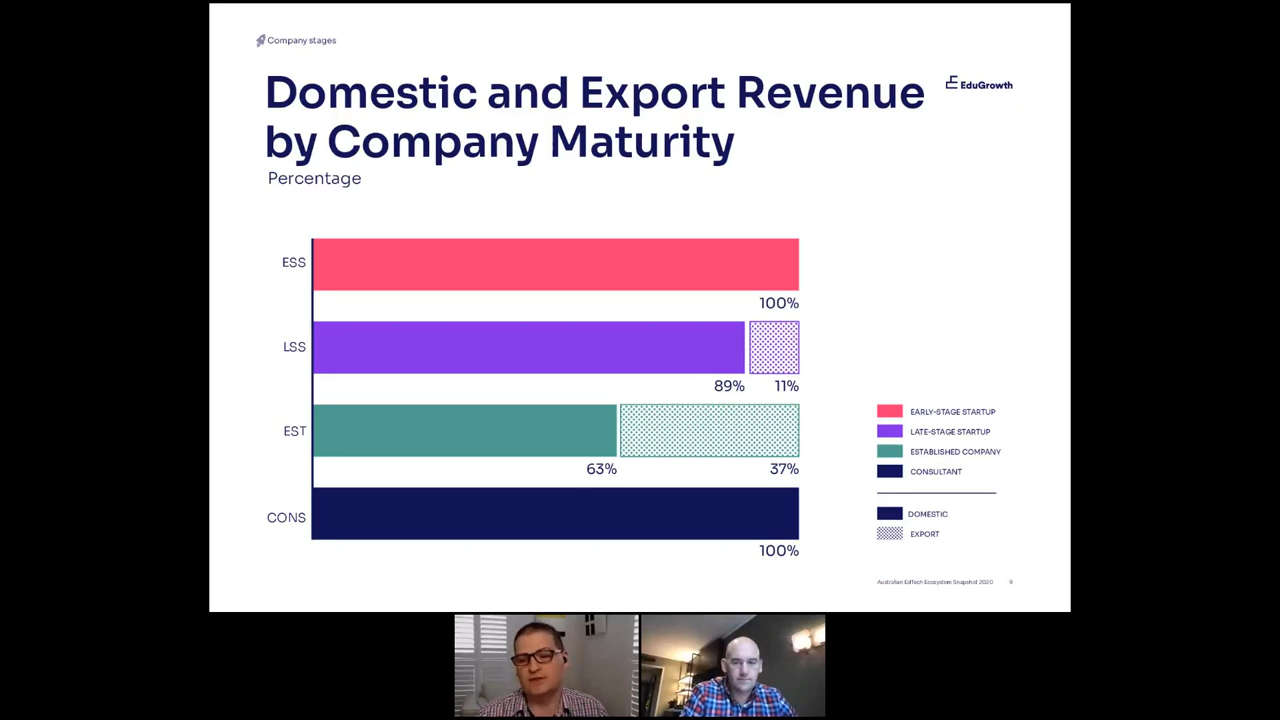 Company stages
Domestic and Export Revenue
by Company Maturity
EduGrowth
Percentage
ESS
100%
LSS
89% 11%
EST
63% 37%
CONS
100%
EARLY-STAGE STARTUP
LATE-STAGE STARTUP
ESTABLISHED COMPANY
CONSULTANT
DOMESTIC
EXPORT
Australian EdTech Ecosystem Snapshot 2020 9